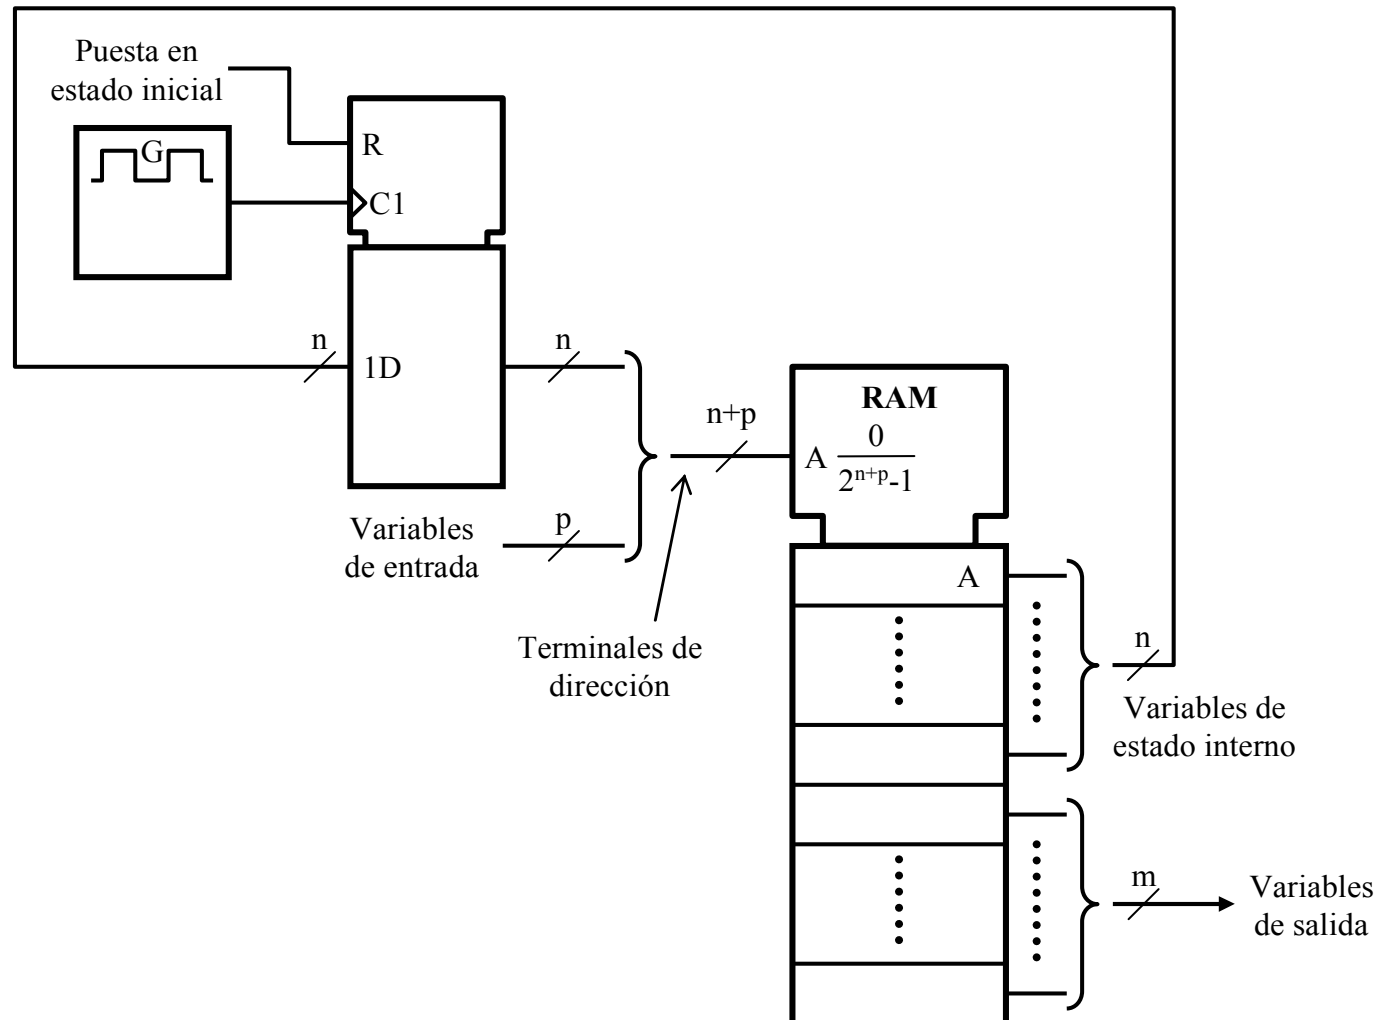 Puesta en
estado inicial
G
R
C1
n
1D
n
n+p
RAM
A 0
2^{n+p}-1
Variables
de entrada
p
Terminales de
dirección
A
n
Variables de
estado interno
m
Variables
de salida